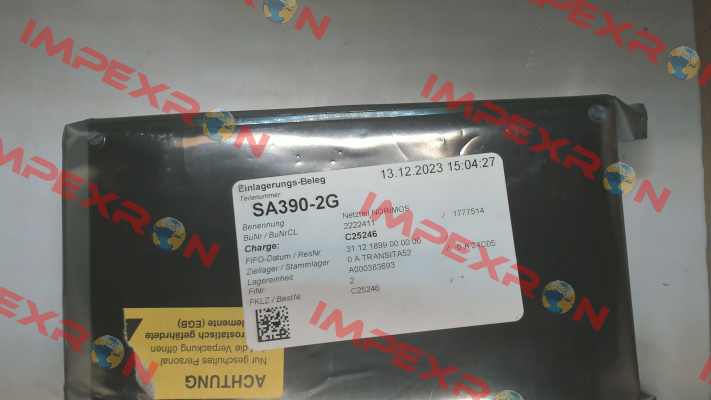 Einlagerungs-Beleg 13.12.2023 15:04:27
Teilenummer
SA390-2G
Benennung Netzteil NORIMOS
BuNr / BuNrCL 2222411 / 1777514
Charge: C25246
FIFO-Datum / ResNr 31.12.1899 00:00:00 /
Ziellager / Stammlager 0 A TRANSITA52 / 0 A 24C05
Lagereinheit A000383693
FiNr. 2 /
FKLZ / BestNr C25246
ACHTUNG
Nur geschultes Personal
die Verpackung öffnen
rostatisch gefährdete
lemente (EGB)
IMPEXRON
IMPEXRON
IMPEXRON
IMPEXRON
IMPEXRON